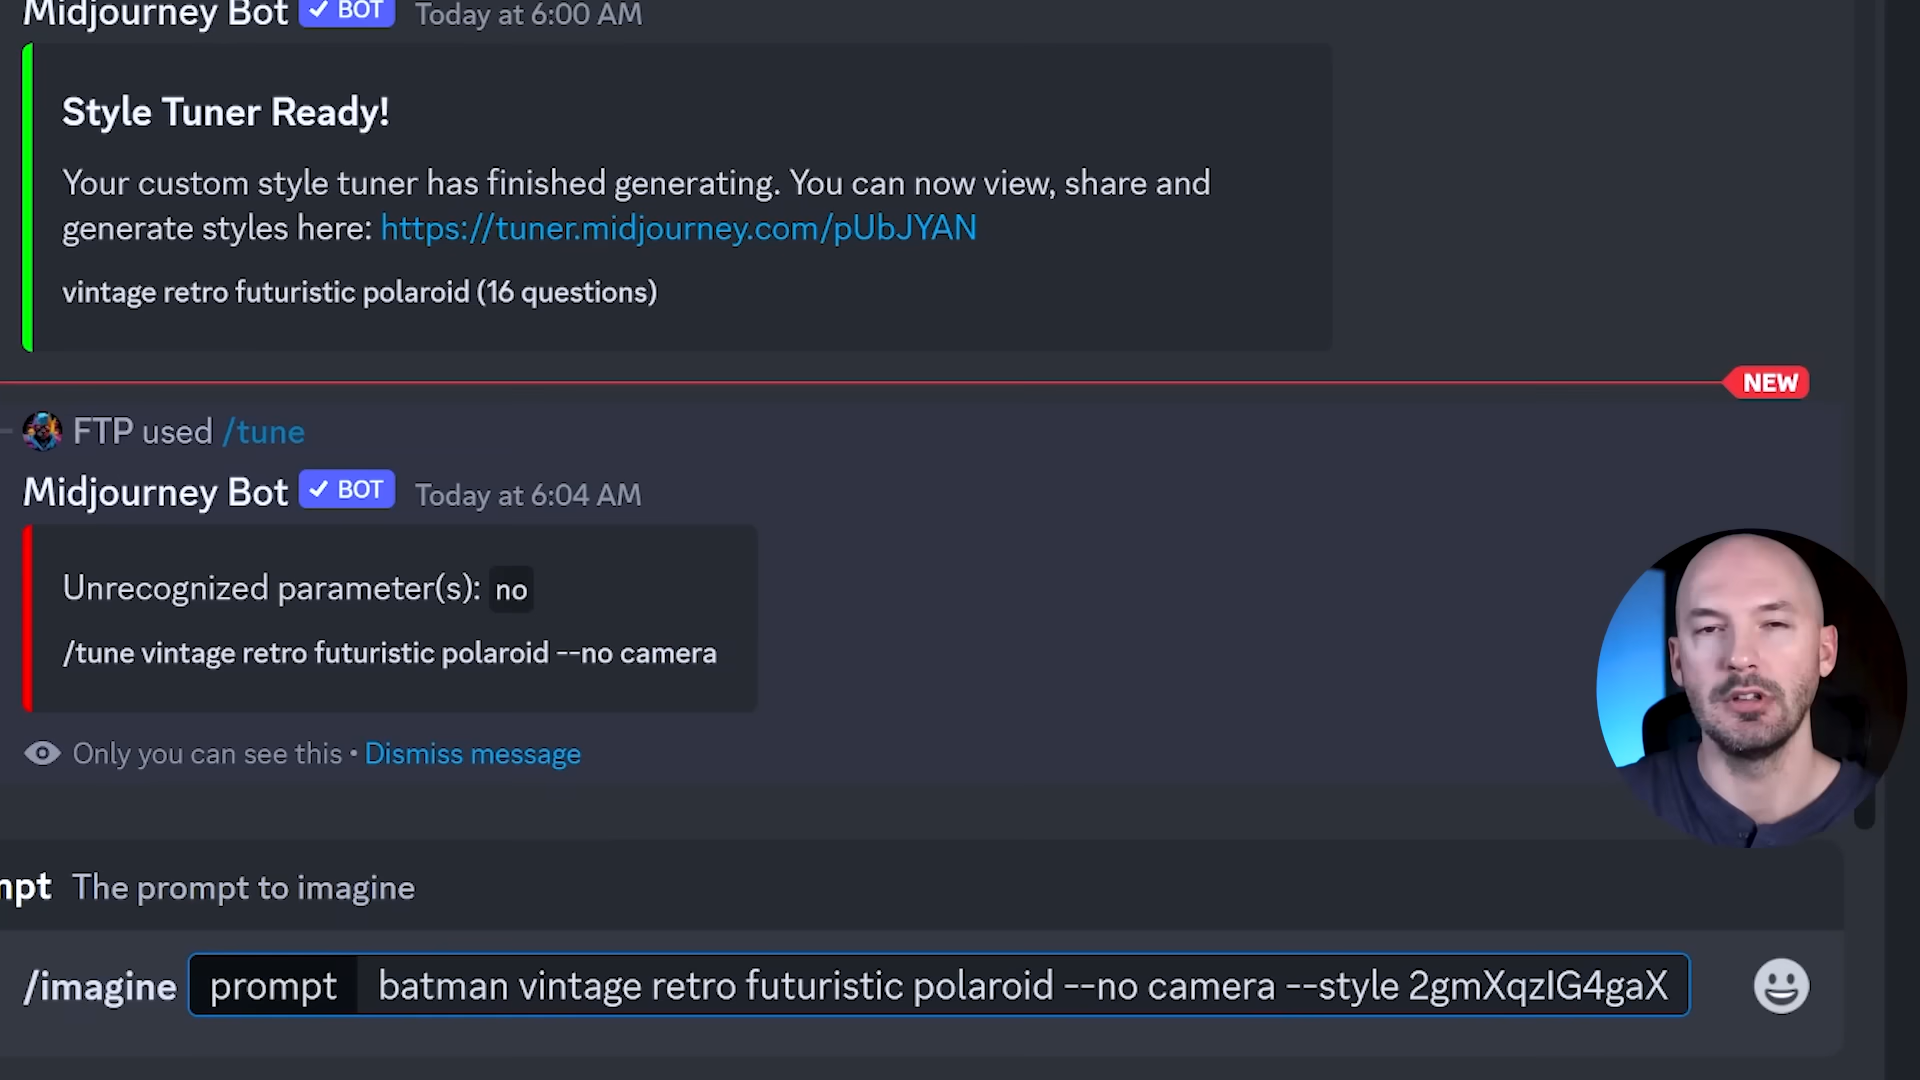 Midjourney Bot ✓ BOT Today at 6:00 AM
Style Tuner Ready!
Your custom style tuner has finished generating. You can now view, share and
generate styles here: https://tuner.midjourney.com/pUbJYAN
vintage retro futuristic polaroid (16 questions)
NEW
FTP used /tune
Midjourney Bot ✓ BOT Today at 6:04 AM
Unrecognized parameter(s): no
/tune vintage retro futuristic polaroid --no camera
Only you can see this • Dismiss message
mpt The prompt to imagine
/imagine prompt batman vintage retro futuristic polaroid --no camera --style 2gmXqzIG4gaX